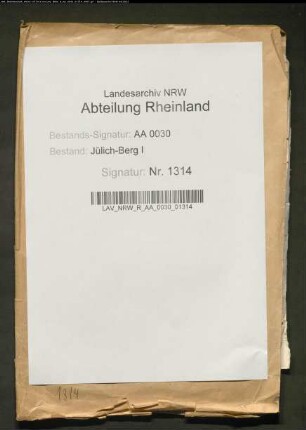 Landesarchiv NRW
Abteilung Rheinland
Bestands-Signatur: AA 0030
Bestand: Jülich-Berg I
Signatur: Nr. 1314
LAV_NRW_R_AA_0030_01314
1314